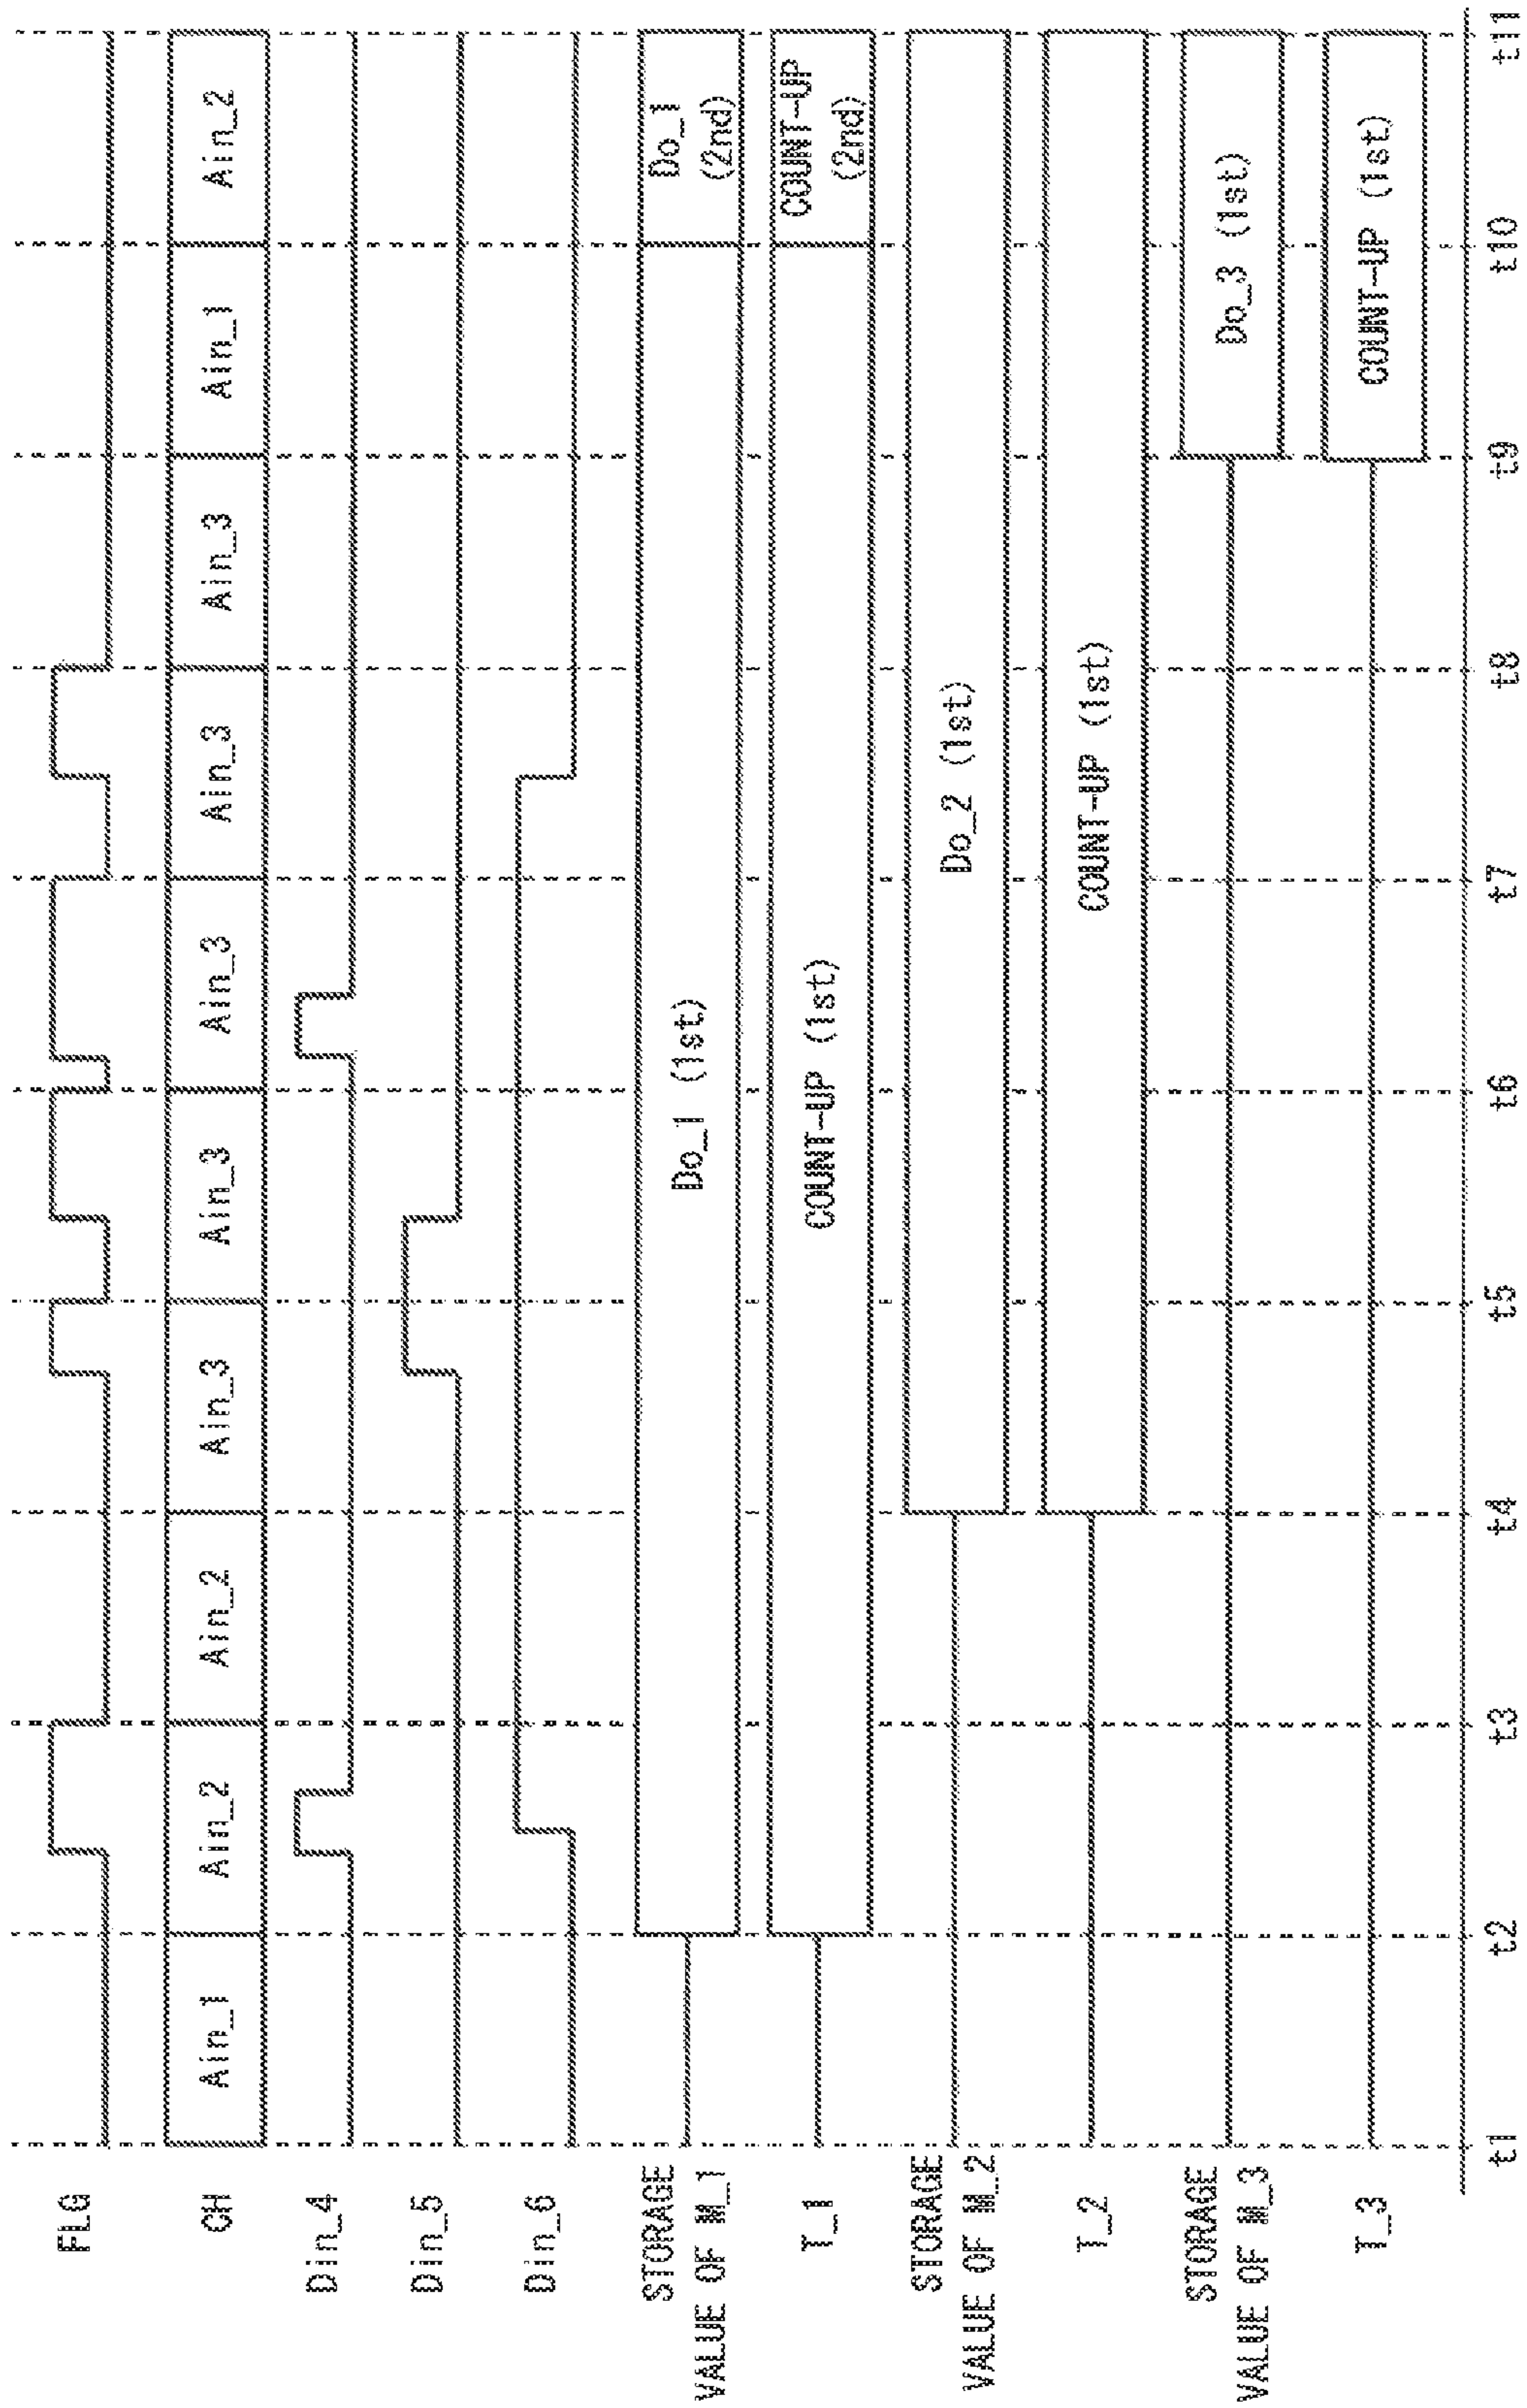 FLG
CH Ain_1 Ain_2 Ain_2 Ain_3 Ain_3 Ain_3 Ain_3 Ain_3 Ain_1 Ain_2
Din_4
Din_5
Din_6
STORAGE
VALUE OF M_1
Do_1 (1st)
Do_1
(2nd)
T_1
COUNT-UP (1st)
COUNT-UP
(2nd)
STORAGE
VALUE OF M_2
Do_2 (1st)
T_2
COUNT-UP (1st)
STORAGE
VALUE OF M_3
Do_3 (1st)
T_3
COUNT-UP (1st)
t1 t2 t3 t4 t5 t6 t7 t8 t9 t10 t11